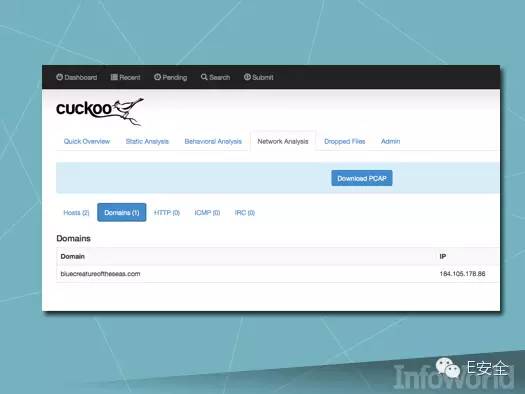 Dashboard Recent Pending Search Submit
cuckoo
Quick Overview Static Analysis Behavioral Analysis Network Analysis Dropped Files Admin
Download PCAP
Hosts (2) Domains (1) HTTP (0) ICMP (0) IRC (0)
Domains
Domain IP
bluecreatureoftheseas.com 184.105.178.86
E安全
InfoWorld